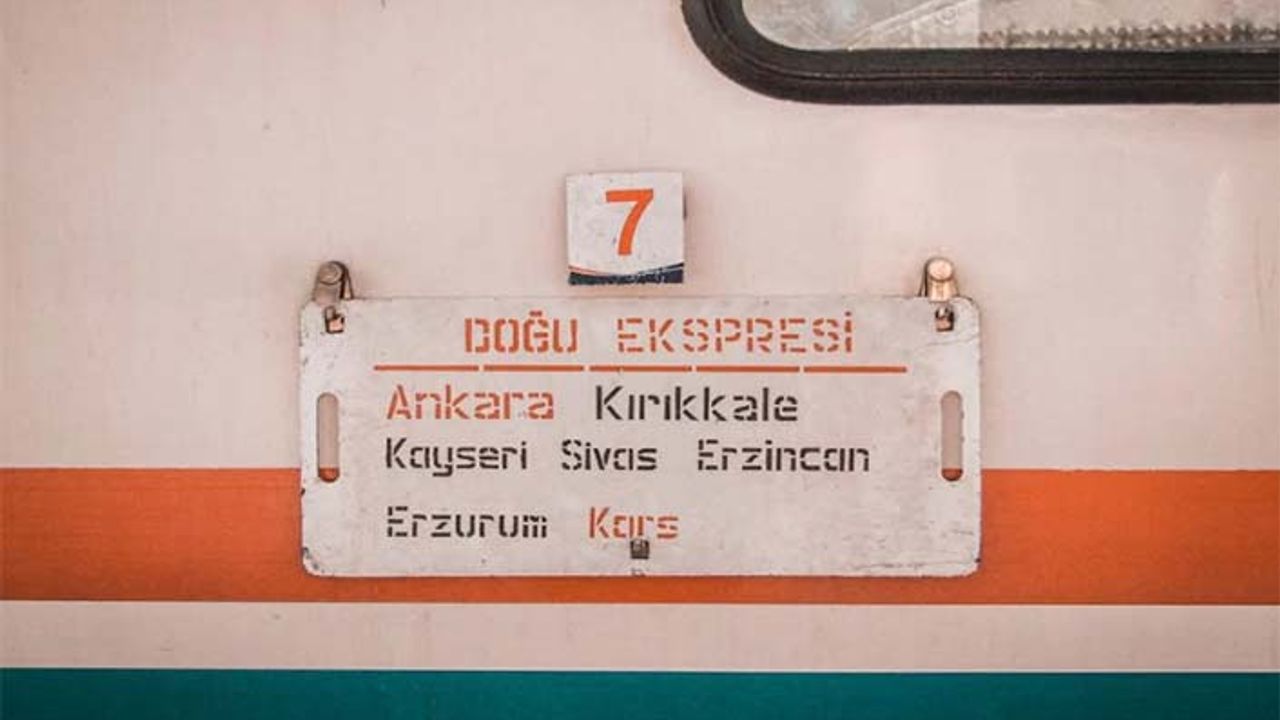 7
DOĞU EKSPRESİ
Ankara Kırıkkale
Kayseri Sivas Erzincan
Erzurum Kars